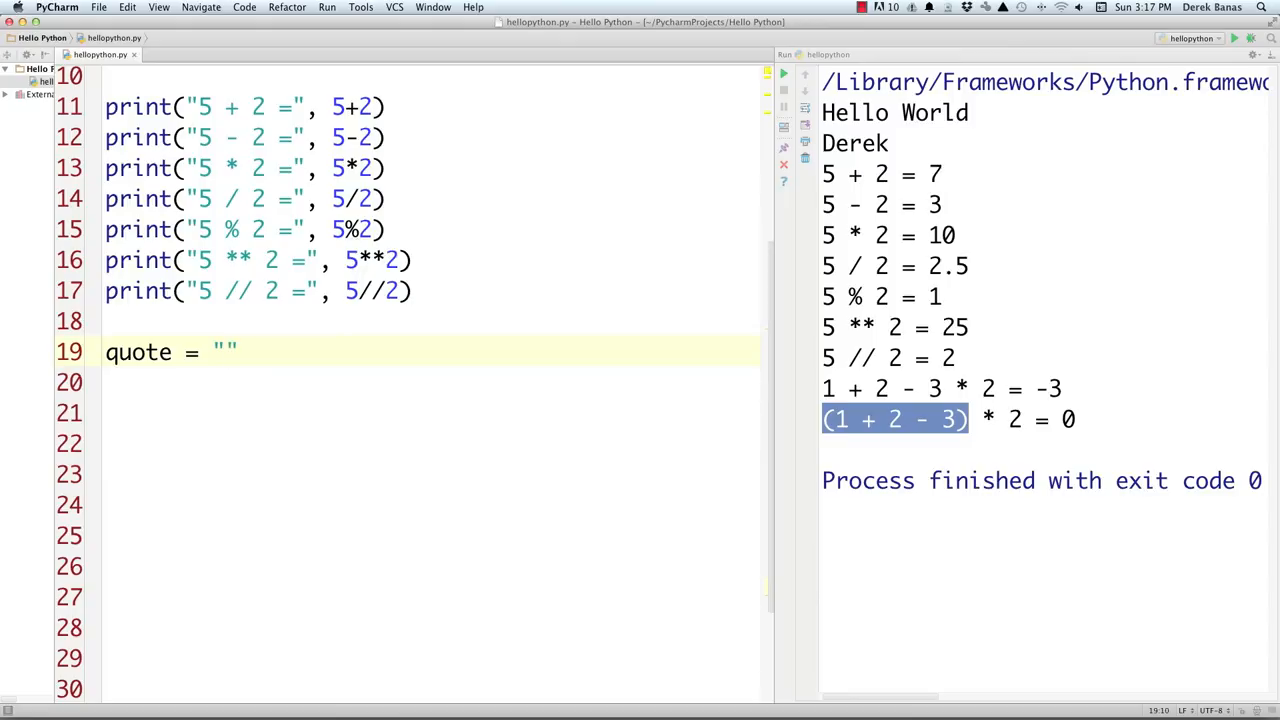 PyCharm File Edit View Navigate Code Refactor Run Tools VCS Window Help 10 Sun 3:17 PM Derek Banas
hellopython.py - Hello Python - [~/PycharmProjects/Hello Python]
Hello Python hellopython.py hellopython
hellopython.py Run hellopython
Hello P
hell
Externa
10
11 print("5 + 2 =", 5+2)
12 print("5 - 2 =", 5-2)
13 print("5 * 2 =", 5*2)
14 print("5 / 2 =", 5/2)
15 print("5 % 2 =", 5%2)
16 print("5 ** 2 =", 5**2)
17 print("5 // 2 =", 5//2)
18
19 quote = ""
20
21
22
23
24
25
26
27
28
29
30
/Library/Frameworks/Python.framewo
Hello World
Derek
5 + 2 = 7
5 - 2 = 3
5 * 2 = 10
5 / 2 = 2.5
5 % 2 = 1
5 ** 2 = 25
5 // 2 = 2
1 + 2 - 3 * 2 = -3
(1 + 2 - 3) * 2 = 0
Process finished with exit code 0
19:10 LF UTF-8